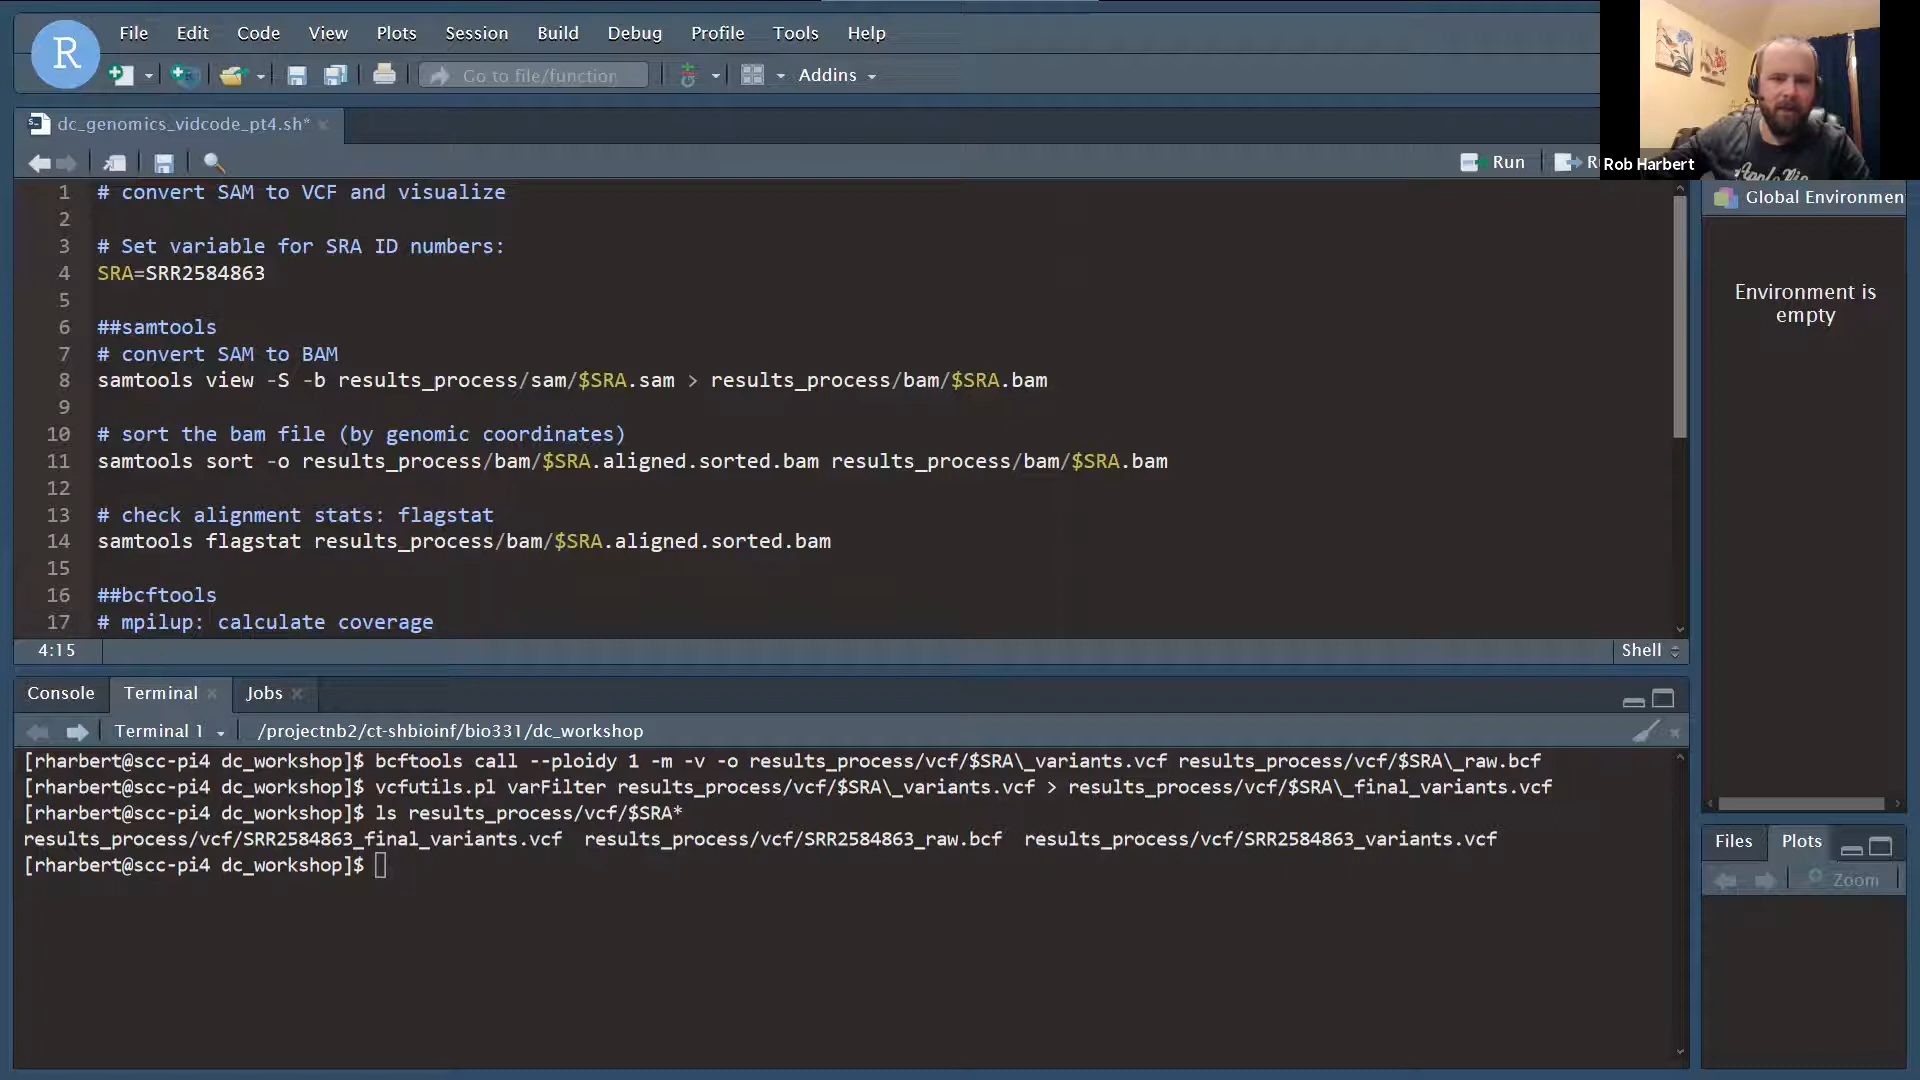 R
File Edit Code View Plots Session Build Debug Profile Tools Help
Go to file/function
Addins
Rob Harbert
dc_genomics_vidcode_pt4.sh*
Run
1 # convert SAM to VCF and visualize
2
3 # Set variable for SRA ID numbers:
4 SRA=SRR2584863
5
6 ##samtools
7 # convert SAM to BAM
8 samtools view -S -b results_process/sam/$SRA.sam > results_process/bam/$SRA.bam
9
10 # sort the bam file (by genomic coordinates)
11 samtools sort -o results_process/bam/$SRA.aligned.sorted.bam results_process/bam/$SRA.bam
12
13 # check alignment stats: flagstat
14 samtools flagstat results_process/bam/$SRA.aligned.sorted.bam
15
16 ##bcftools
17 # mpilup: calculate coverage
4:15
Shell
Console Terminal Jobs
Terminal 1 /projectnb2/ct-shbioinf/bio331/dc_workshop
[rharbert@scc-pi4 dc_workshop]$ bcftools call --ploidy 1 -m -v -o results_process/vcf/$SRA\_variants.vcf results_process/vcf/$SRA\_raw.bcf
[rharbert@scc-pi4 dc_workshop]$ vcfutils.pl varFilter results_process/vcf/$SRA\_variants.vcf > results_process/vcf/$SRA\_final_variants.vcf
[rharbert@scc-pi4 dc_workshop]$ ls results_process/vcf/$SRA*
results_process/vcf/SRR2584863_final_variants.vcf results_process/vcf/SRR2584863_raw.bcf results_process/vcf/SRR2584863_variants.vcf
[rharbert@scc-pi4 dc_workshop]$
Global Environmen
Environment is
empty
Files Plots
Zoom